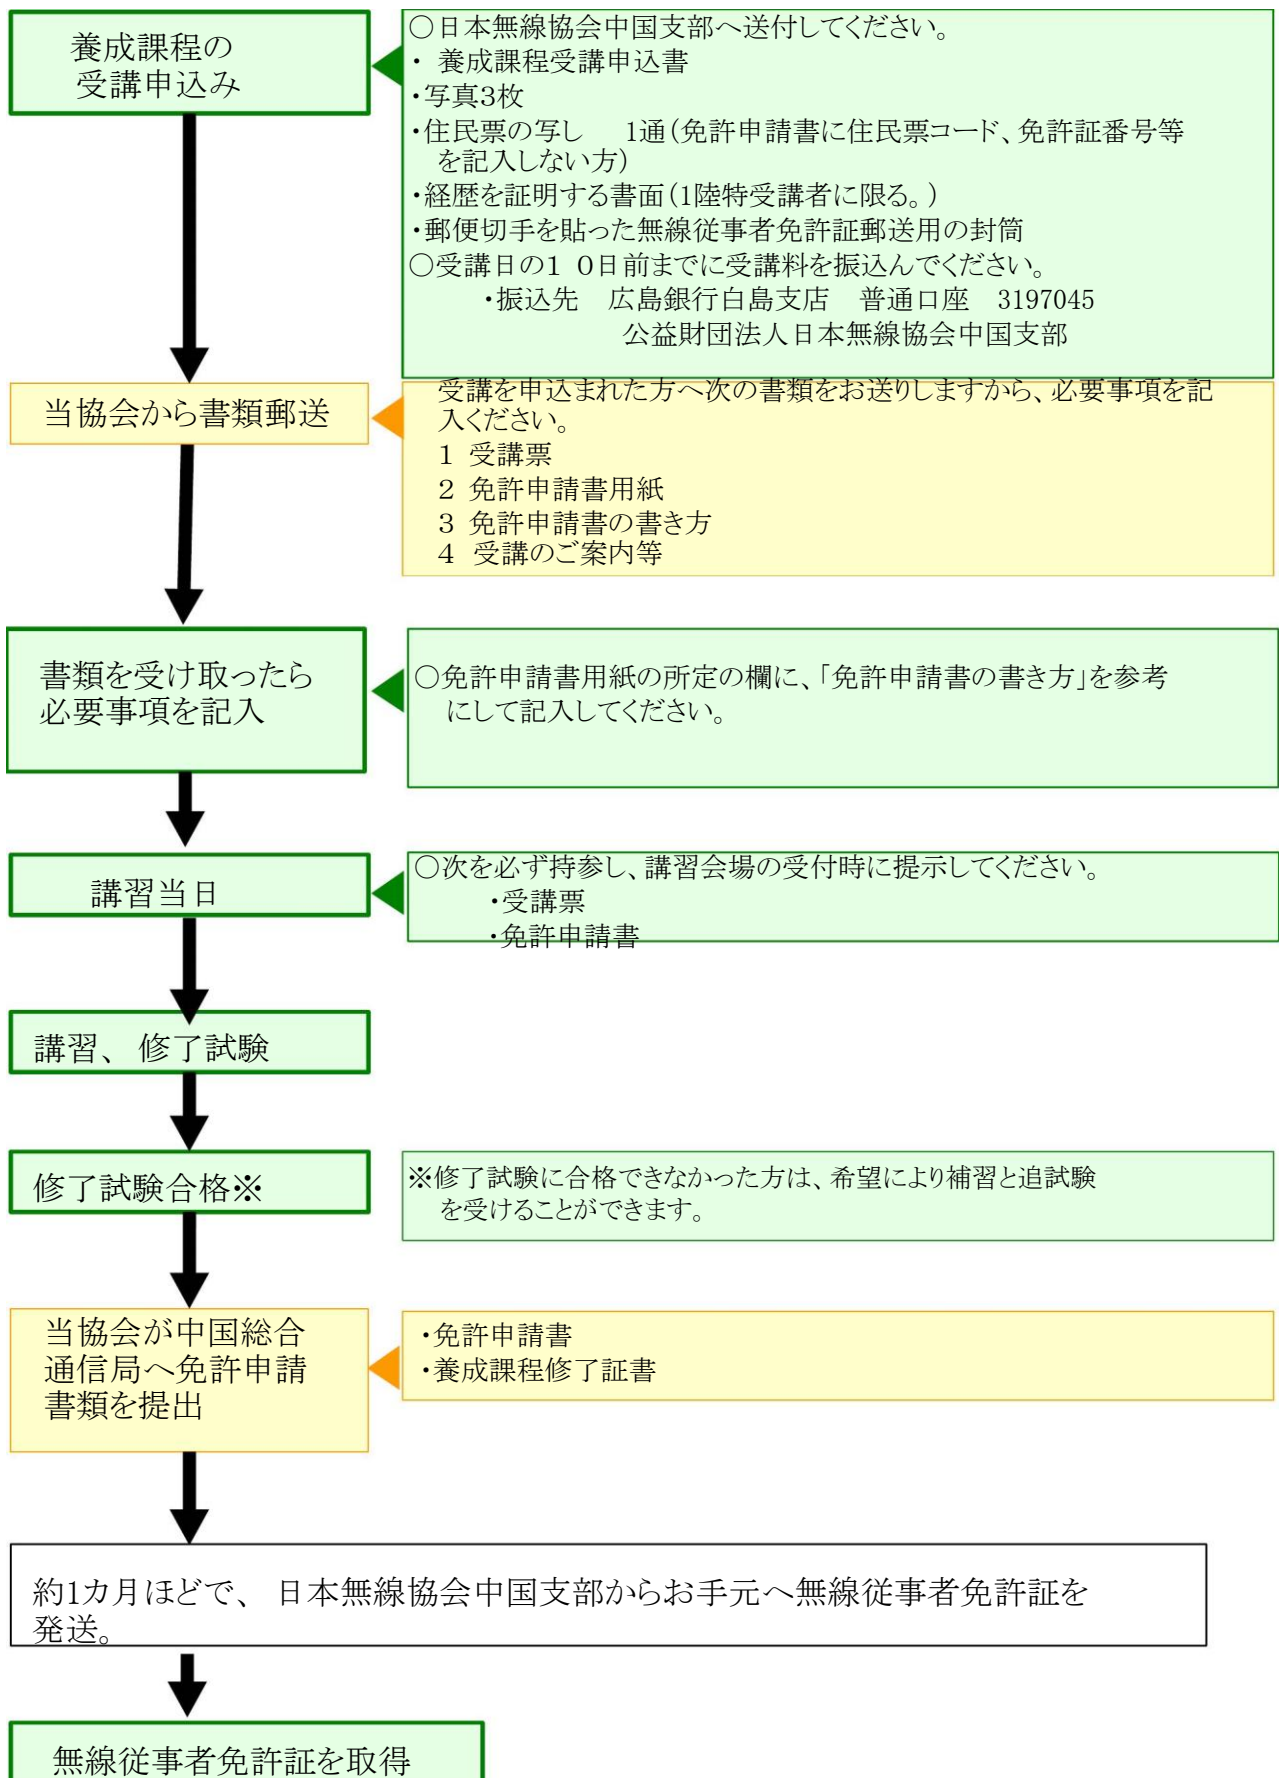 養成課程の
受講申込み
○日本無線協会中国支部へ送付してください。
・ 養成課程受講申込書
・写真3枚
・住民票の写し　1通(免許申請書に住民票コード、免許証番号等
を記入しない方)
・経歴を証明する書面(1陸特受講者に限る。)
・郵便切手を貼った無線従事者免許証郵送用の封筒
○受講日の1 0日前までに受講料を振込んでください。
・振込先　広島銀行白島支店　普通口座　3197045
公益財団法人日本無線協会中国支部
当協会から書類郵送
受講を申込まれた方へ次の書類をお送りしますから、必要事項を記
入ください。
1 受講票
2 免許申請書用紙
3 免許申請書の書き方
4 受講のご案内等
書類を受け取ったら
必要事項を記入
○免許申請書用紙の所定の欄に、「免許申請書の書き方」を参考
にして記入してください。
講習当日
○次を必ず持参し、講習会場の受付時に提示してください。
・受講票
・免許申請書
講習、 修了試験
修了試験合格※
※修了試験に合格できなかった方は、希望により補習と追試験
を受けることができます。
当協会が中国総合
通信局へ免許申請
書類を提出
・免許申請書
・養成課程修了証書
約1カ月ほどで、 日本無線協会中国支部からお手元へ無線従事者免許証を
発送。
無線従事者免許証を取得